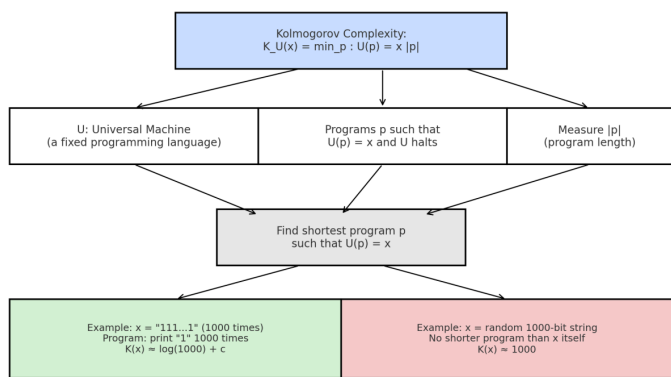 Kolmogorov Complexity:
K_U(x) = min_p : U(p) = x |p|
U: Universal Machine
(a fixed programming language)
Programs p such that
U(p) = x and U halts
Measure |p|
(program length)
Find shortest program p
such that U(p) = x
Example: x = "111...1" (1000 times)
Program: print "1" 1000 times
K(x) ≈ log(1000) + c
Example: x = random 1000-bit string
No shorter program than x itself
K(x) ≈ 1000